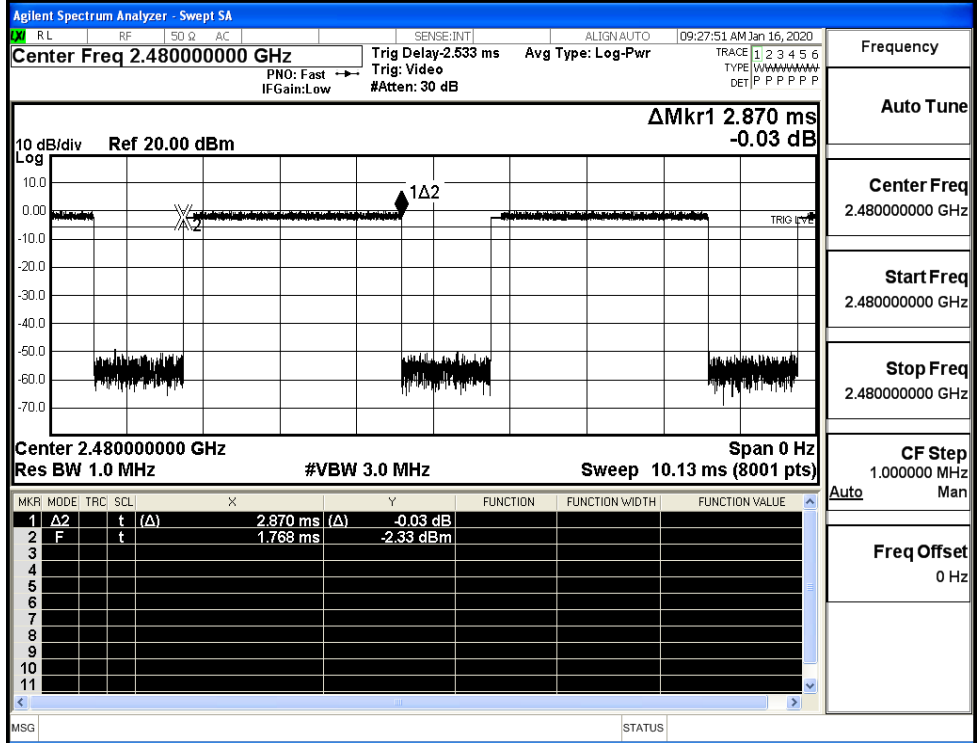 Agilent Spectrum Analyzer - Swept SA
LXI RL RF 50 Ω AC SENSE:INT ALIGNAUTO 09:27:51 AM Jan 16, 2020
Center Freq 2.480000000 GHz
PNO: Fast
IFGain:Low
Trig Delay-2.533 ms
Trig: Video
#Atten: 30 dB
Avg Type: Log-Pwr
TRACE 1 2 3 4 5 6
TYPE WWWWWW
DET P P P P P P
ΔMkr1 2.870 ms
-0.03 dB
10 dB/div Ref 20.00 dBm
Log
10.0
0.00
-10.0
-20.0
-30.0
-40.0
-50.0
-60.0
-70.0
1Δ2
2
TRIG LVL
Center 2.480000000 GHz Span 0 Hz
Res BW 1.0 MHz #VBW 3.0 MHz Sweep 10.13 ms (8001 pts)
MKR MODE TRC SCL X Y FUNCTION FUNCTION WIDTH FUNCTION VALUE
1 Δ2 t (Δ) 2.870 ms (Δ) -0.03 dB
2 F t 1.768 ms -2.33 dBm
3
4
5
6
7
8
9
10
11
MSG STATUS
Frequency
Auto Tune
Center Freq
2.480000000 GHz
Start Freq
2.480000000 GHz
Stop Freq
2.480000000 GHz
CF Step
1.000000 MHz
Auto Man
Freq Offset
0 Hz